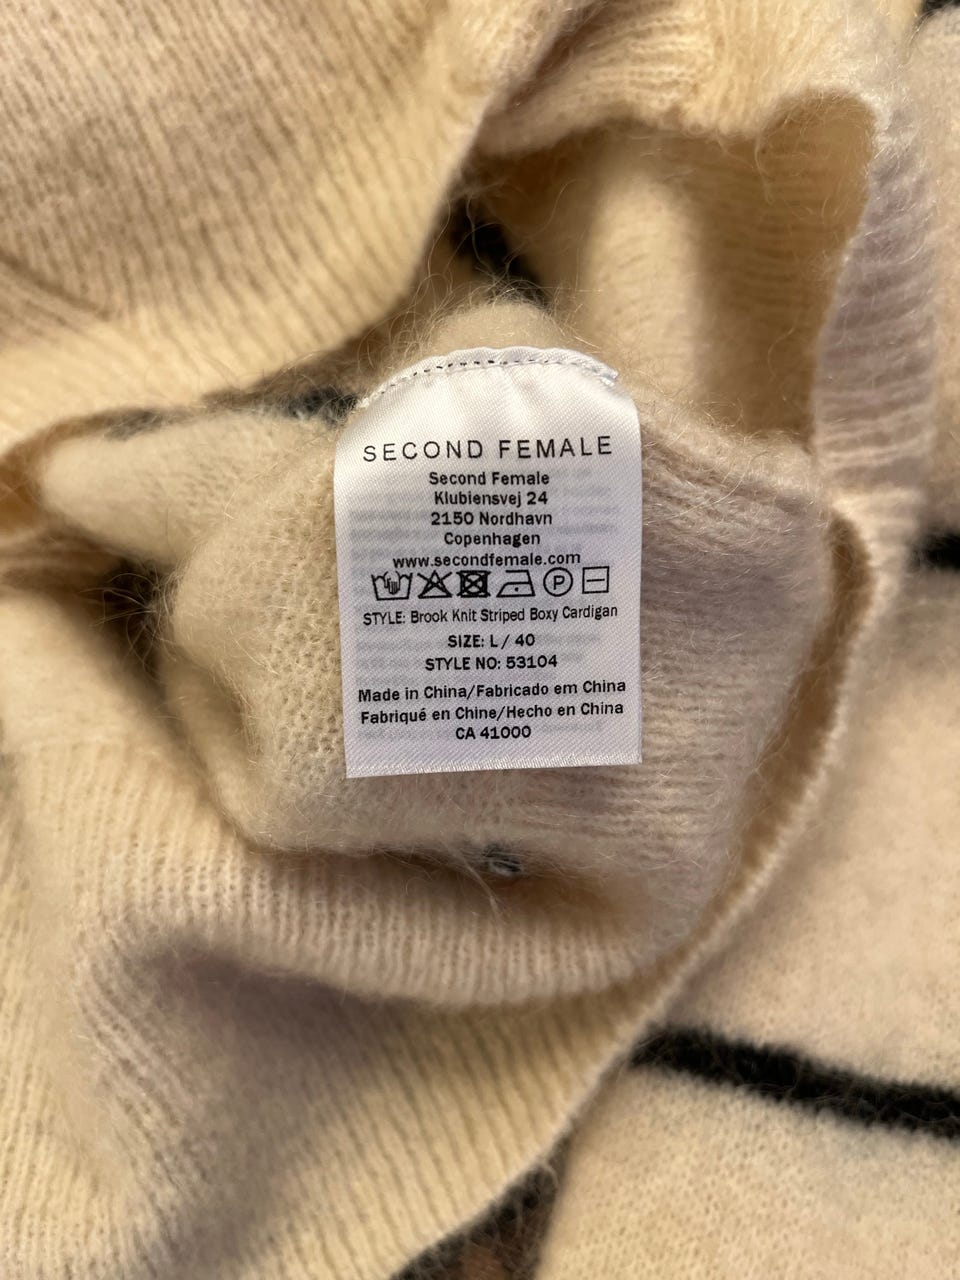 SECOND FEMALE
Second Female
Klubiensvej 24
2150 Nordhavn
Copenhagen
www.secondfemale.com
P
STYLE: Brook Knit Striped Boxy Cardigan
SIZE: L / 40
STYLE NO: 53104
Made in China/Fabricado em China
Fabriqué en Chine/Hecho en China
CA 41000